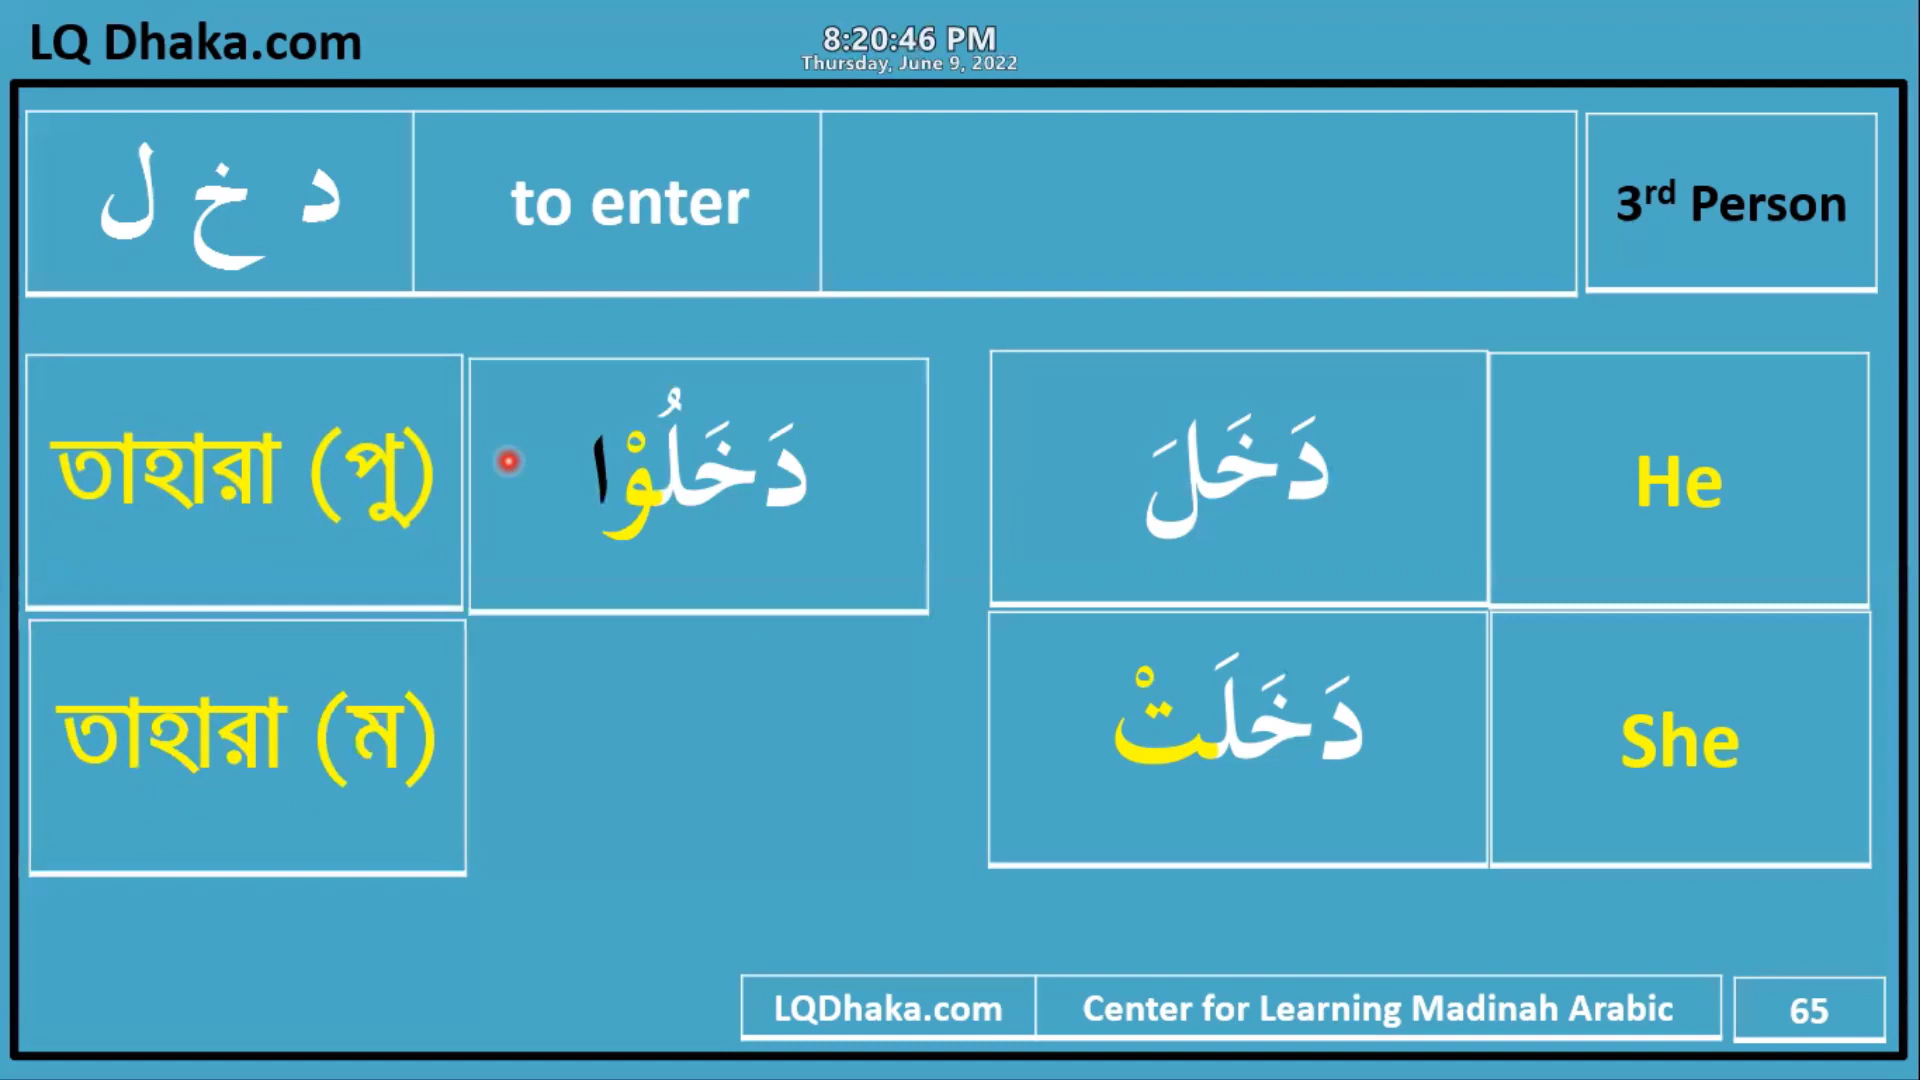 LQ Dhaka.com
8:20:46 PM
Thursday, June 9, 2022
د خ ل
to enter
3rd Person
তাহারা (পু)
دَخَلُوْا
دَخَلَ
He
তাহারা (ম)
دَخَلَتْ
She
LQDhaka.com
Center for Learning Madinah Arabic
65